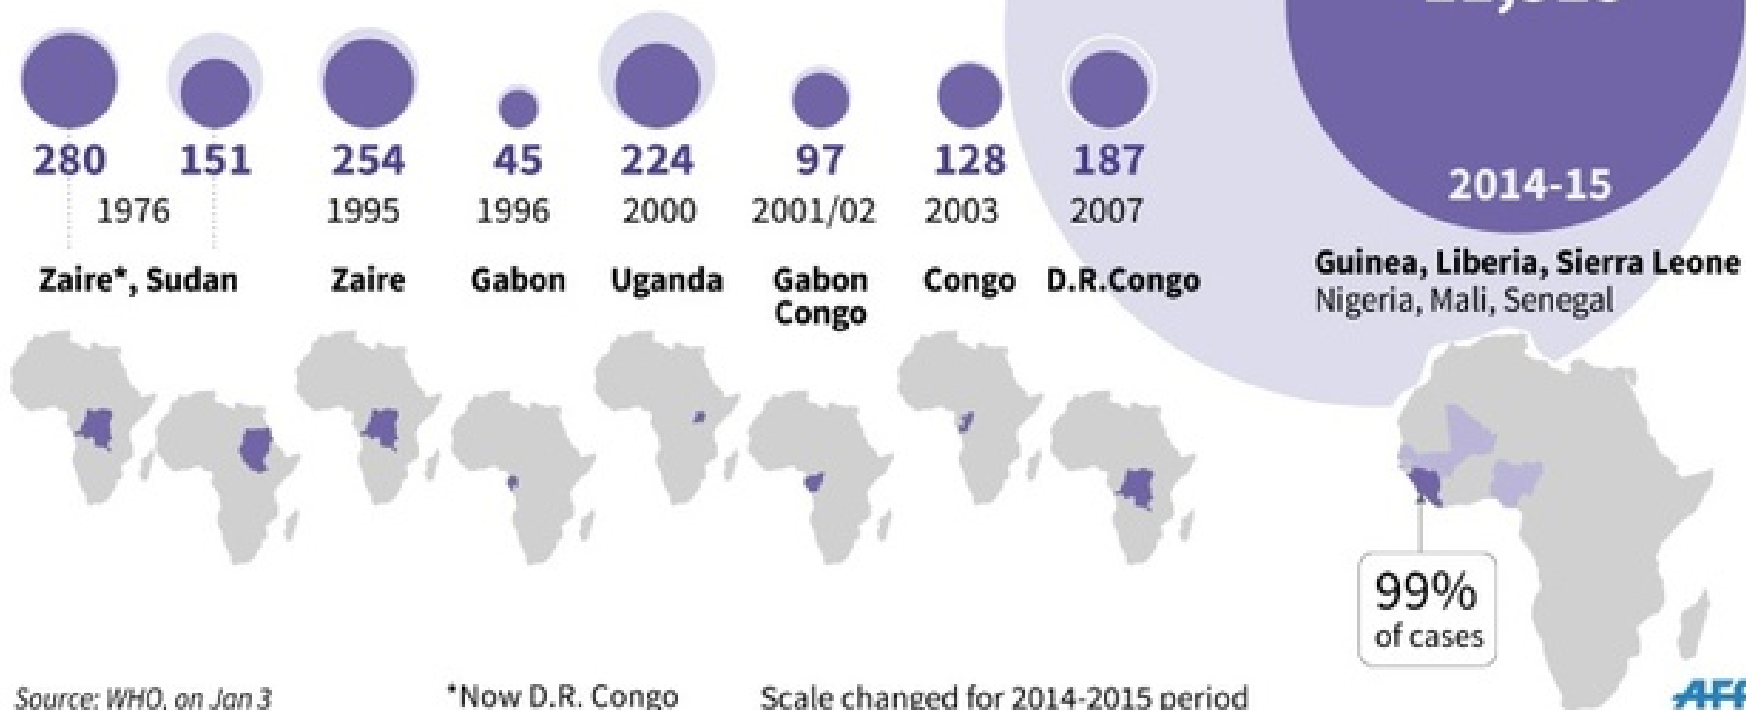 280 151 254 45 224 97 128 187
2014-15
1976 1995 1996 2000 2001/02 2003 2007
Zaire*, Sudan Zaire Gabon Uganda Gabon Congo D.R.Congo
Congo
Guinea, Liberia, Sierra Leone
Nigeria, Mali, Senegal
99%
of cases
Source: WHO, on Jan 3 *Now D.R. Congo Scale changed for 2014-2015 period
AFP